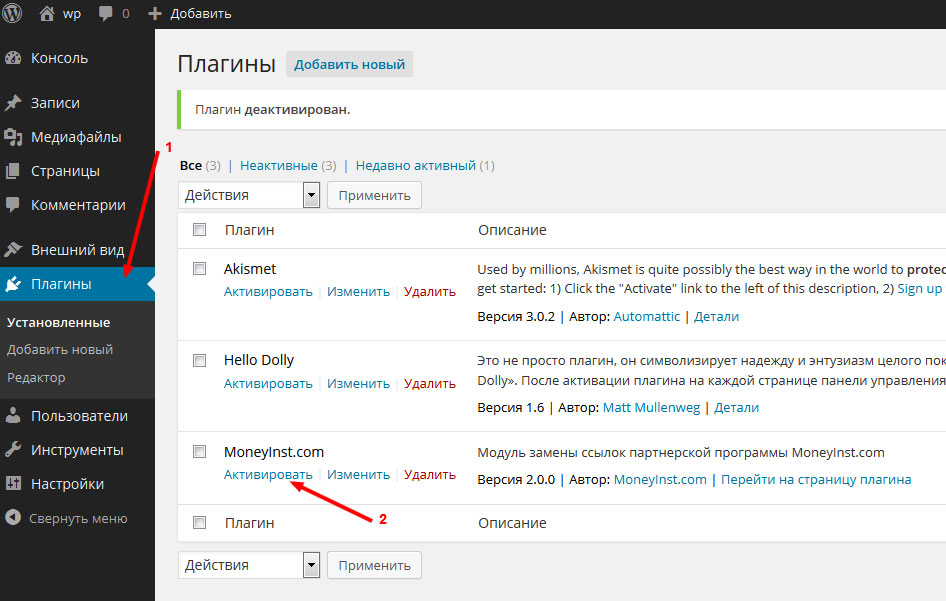 wp 0 Добавить
Консоль
Записи
Медиафайлы
Страницы
Комментарии
Внешний вид
Плагины
Установленные
Добавить новый
Редактор
Пользователи
Инструменты
Настройки
Свернуть меню
1
Плагины Добавить новый
Плагин деактивирован.
Все (3) | Неактивные (3) | Недавно активный (1)
Действия Применить
Плагин Описание
Akismet
Активировать | Изменить | Удалить
Used by millions, Akismet is quite possibly the best way in the world to protec
get started: 1) Click the "Activate" link to the left of this description, 2) Sign up
Версия 3.0.2 | Автор: Automattic | Детали
Hello Dolly
Активировать | Изменить | Удалить
Это не просто плагин, он символизирует надежду и энтузиазм целого пок
Dolly». После активации плагина на каждой странице панели управления
Версия 1.6 | Автор: Matt Mullenweg | Детали
MoneyInst.com
Активировать | Изменить | Удалить
Модуль замены ссылок партнерской программы MoneyInst.com
Версия 2.0.0 | Автор: MoneyInst.com | Перейти на страницу плагина
2
Плагин Описание
Действия Применить